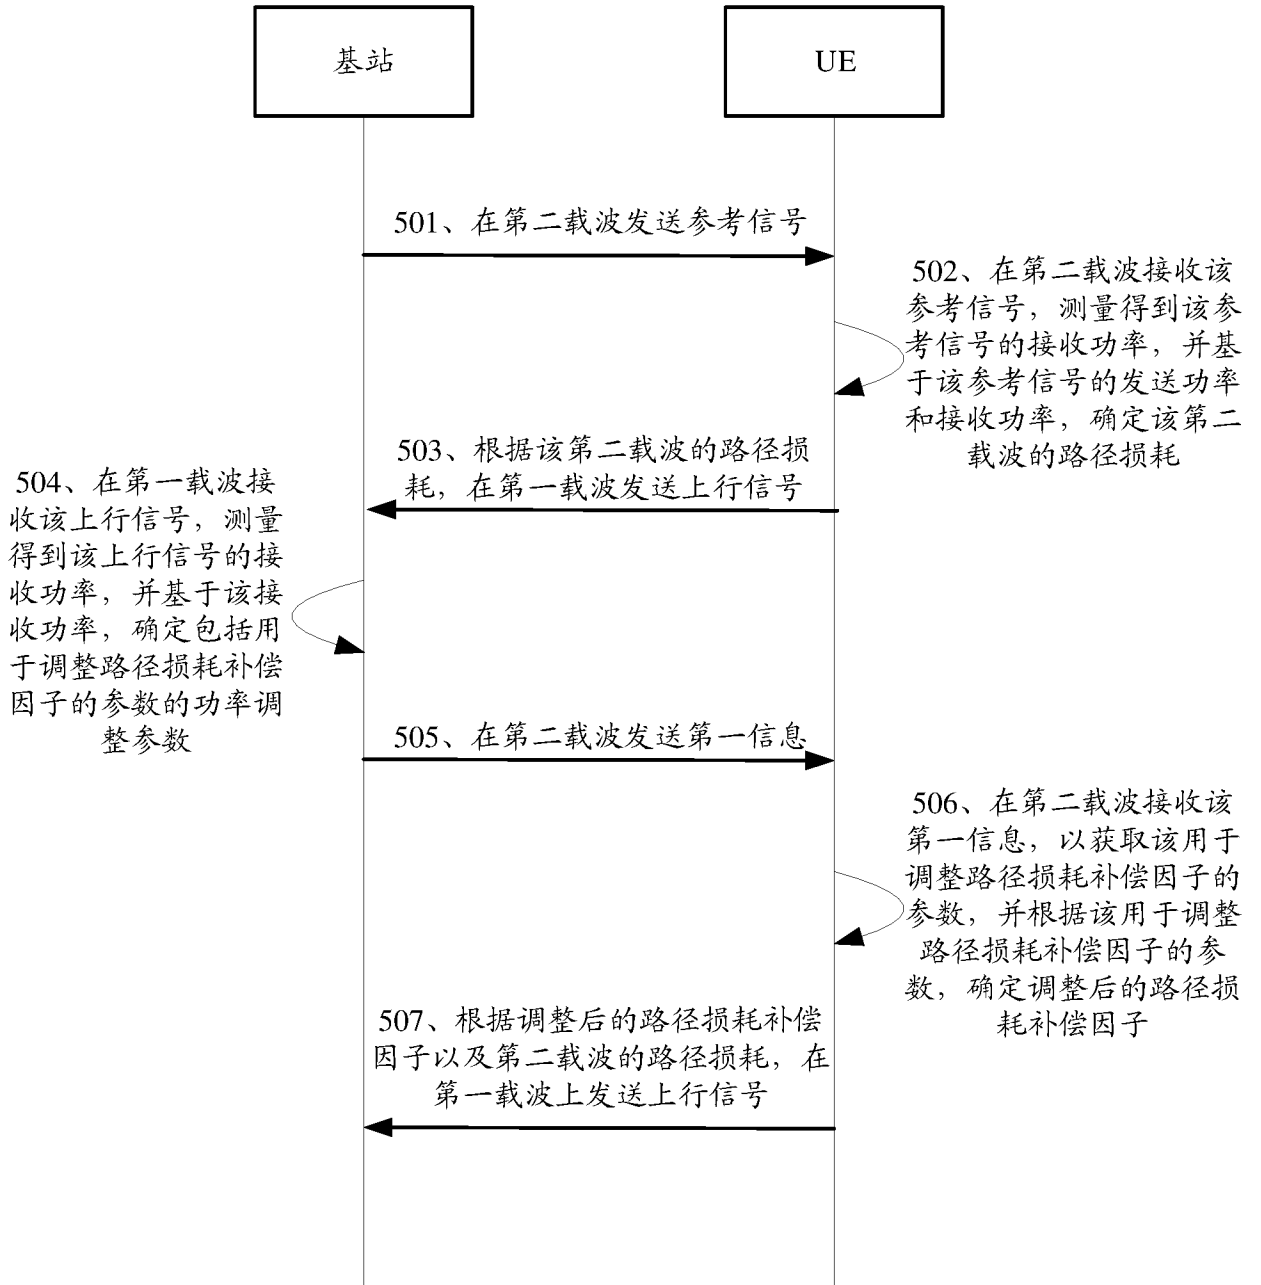 基站
UE
501、在第二载波发送参考信号
502、在第二载波接收该
参考信号，测量得到该参
考信号的接收功率，并基
于该参考信号的发送功率
和接收功率，确定该第二
载波的路径损耗
503、根据该第二载波的路径损
耗，在第一载波发送上行信号
504、在第一载波接
收该上行信号，测量
得到该上行信号的接
收功率，并基于该接
收功率，确定包括用
于调整路径损耗补偿
因子的参数的功率调
整参数
505、在第二载波发送第一信息
506、在第二载波接收该
第一信息，以获取该用于
调整路径损耗补偿因子的
参数，并根据该用于调整
路径损耗补偿因子的参
数，确定调整后的路径损
耗补偿因子
507、根据调整后的路径损耗补偿
因子以及第二载波的路径损耗，在
第一载波上发送上行信号